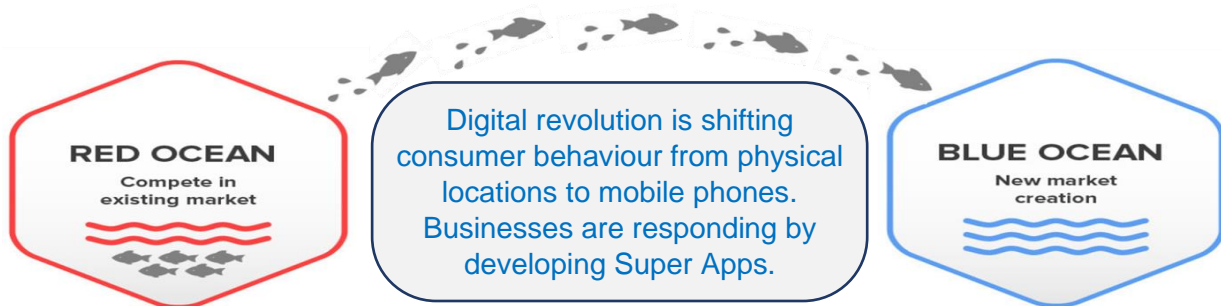 RED OCEAN
Compete in
existing market
Digital revolution is shifting
consumer behaviour from physical
locations to mobile phones.
Businesses are responding by
developing Super Apps.
BLUE OCEAN
New market
creation